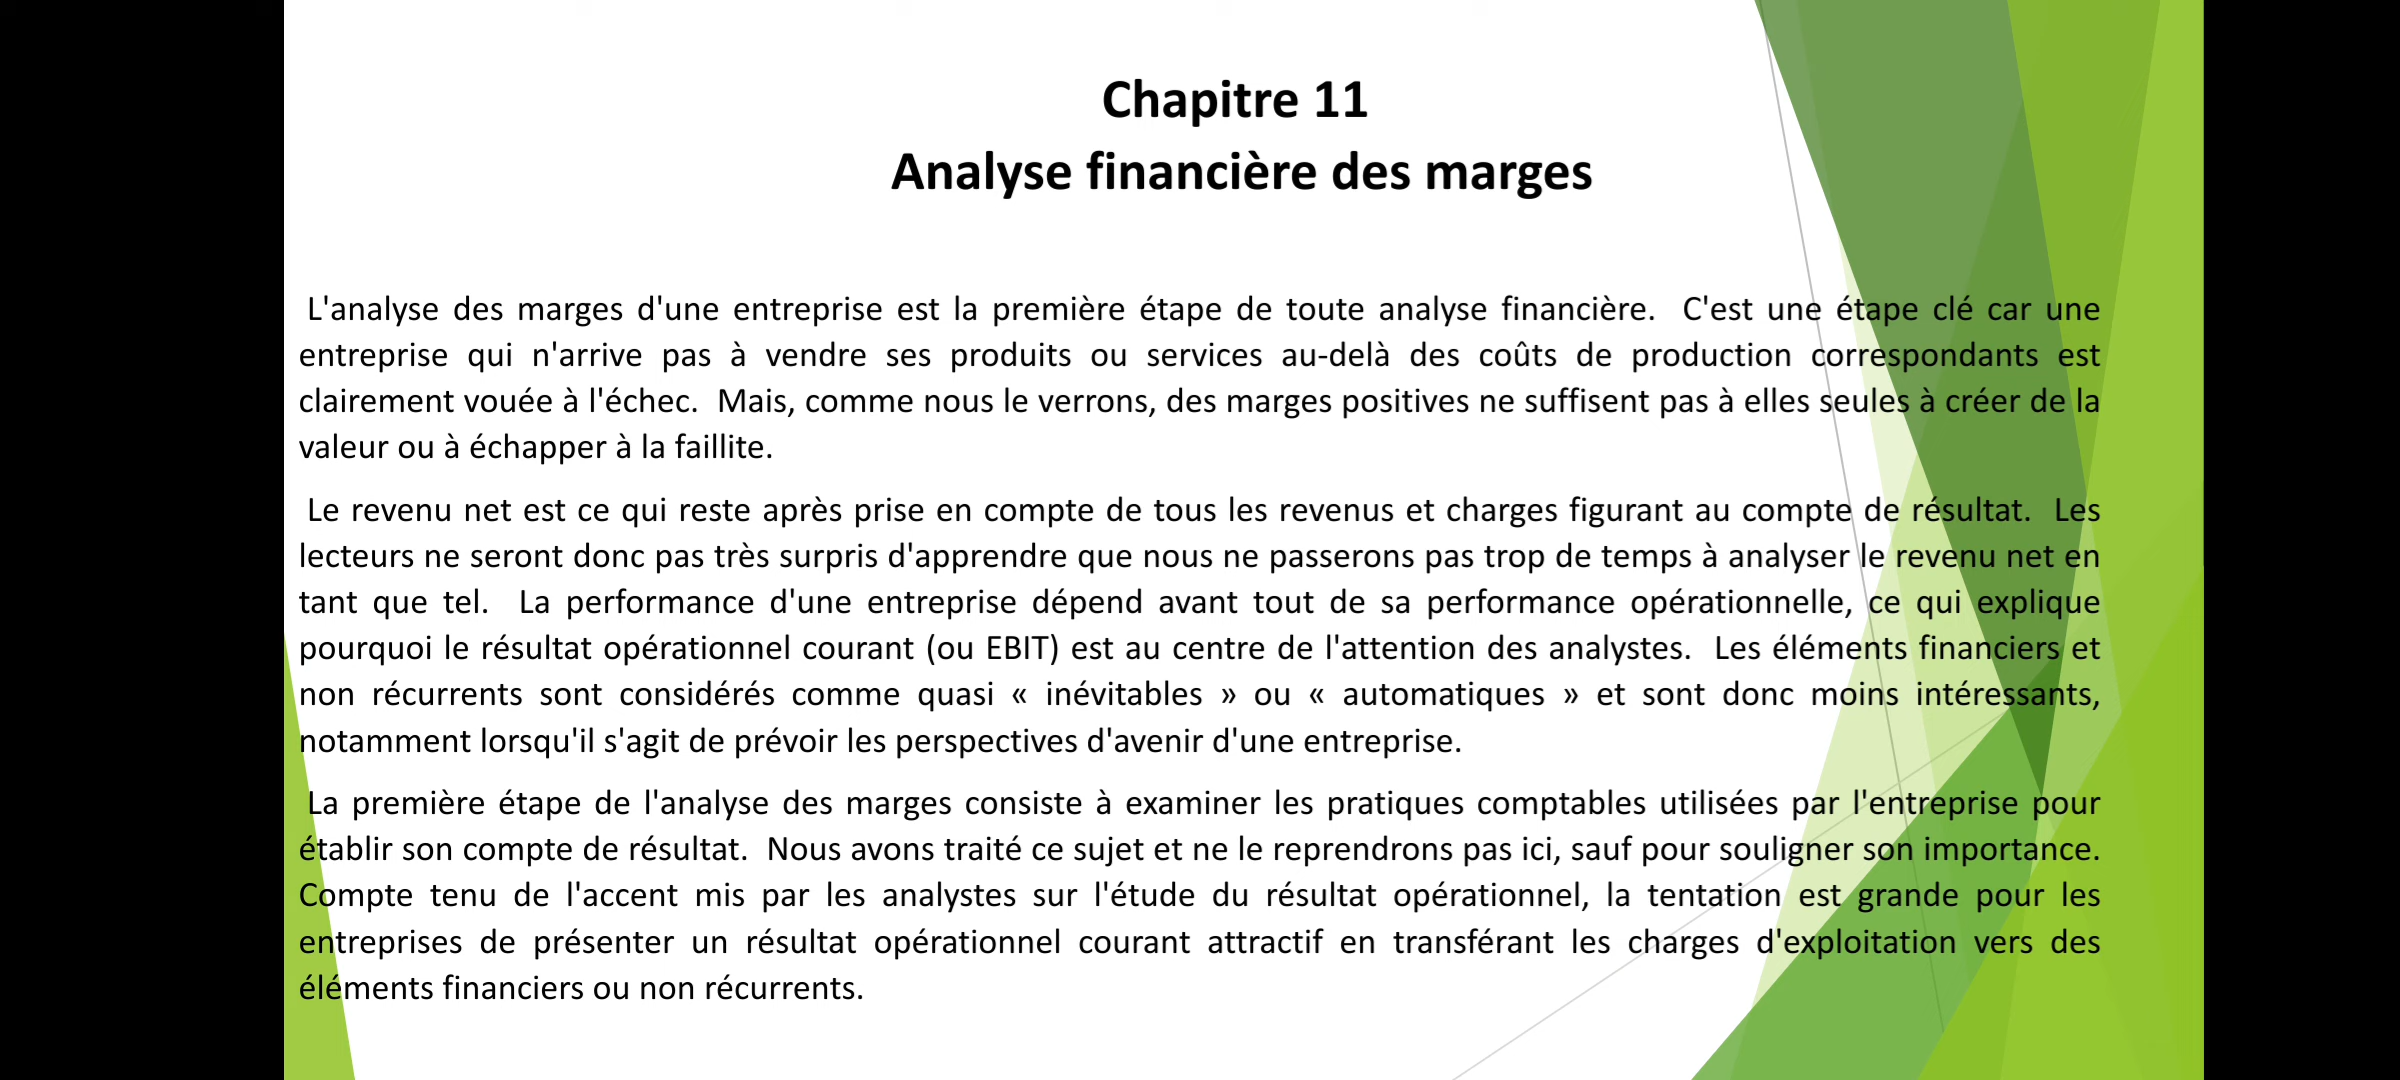 Chapitre 11
Analyse financière des marges
L'analyse des marges d'une entreprise est la première étape de toute analyse financière. C'est une étape clé car une
entreprise qui n'arrive pas à vendre ses produits ou services au-delà des coûts de production correspondants est
clairement vouée à l'échec. Mais, comme nous le verrons, des marges positives ne suffisent pas à elles seules à créer de la
valeur ou à échapper à la faillite.
Le revenu net est ce qui reste après prise en compte de tous les revenus et charges figurant au compte de résultat. Les
lecteurs ne seront donc pas très surpris d'apprendre que nous ne passerons pas trop de temps à analyser le revenu net en
tant que tel. La performance d'une entreprise dépend avant tout de sa performance opérationnelle, ce qui explique
pourquoi le résultat opérationnel courant (ou EBIT) est au centre de l'attention des analystes. Les éléments financiers et
non récurrents sont considérés comme quasi « inévitables » ou « automatiques » et sont donc moins intéressants,
notamment lorsqu'il s'agit de prévoir les perspectives d'avenir d'une entreprise.
La première étape de l'analyse des marges consiste à examiner les pratiques comptables utilisées par l'entreprise pour
établir son compte de résultat. Nous avons traité ce sujet et ne le reprendrons pas ici, sauf pour souligner son importance.
Compte tenu de l'accent mis par les analystes sur l'étude du résultat opérationnel, la tentation est grande pour les
entreprises de présenter un résultat opérationnel courant attractif en transférant les charges d'exploitation vers des
éléments financiers ou non récurrents.